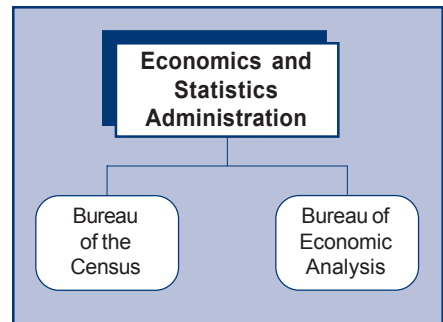 Economics and
Statistics
Administration
Bureau
of the
Census
Bureau of
Economic
Analysis